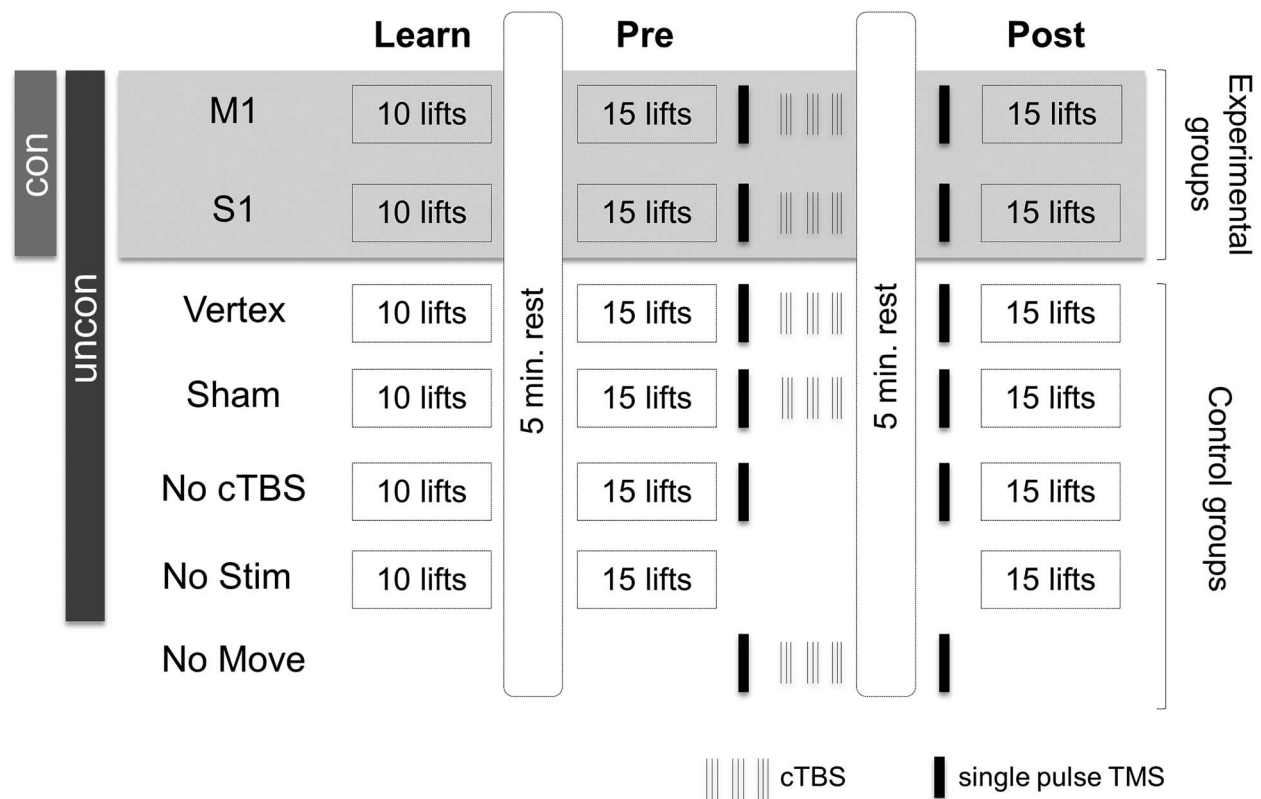 Learn Pre Post
con
uncon
M1 10 lifts 15 lifts 15 lifts
S1 10 lifts 15 lifts 15 lifts
Vertex 10 lifts 15 lifts 15 lifts
Sham 10 lifts 15 lifts 15 lifts
No cTBS 10 lifts 15 lifts 15 lifts
No Stim 10 lifts 15 lifts 15 lifts
No Move
5 min. rest
5 min. rest
Experimental
groups
Control groups
cTBS single pulse TMS